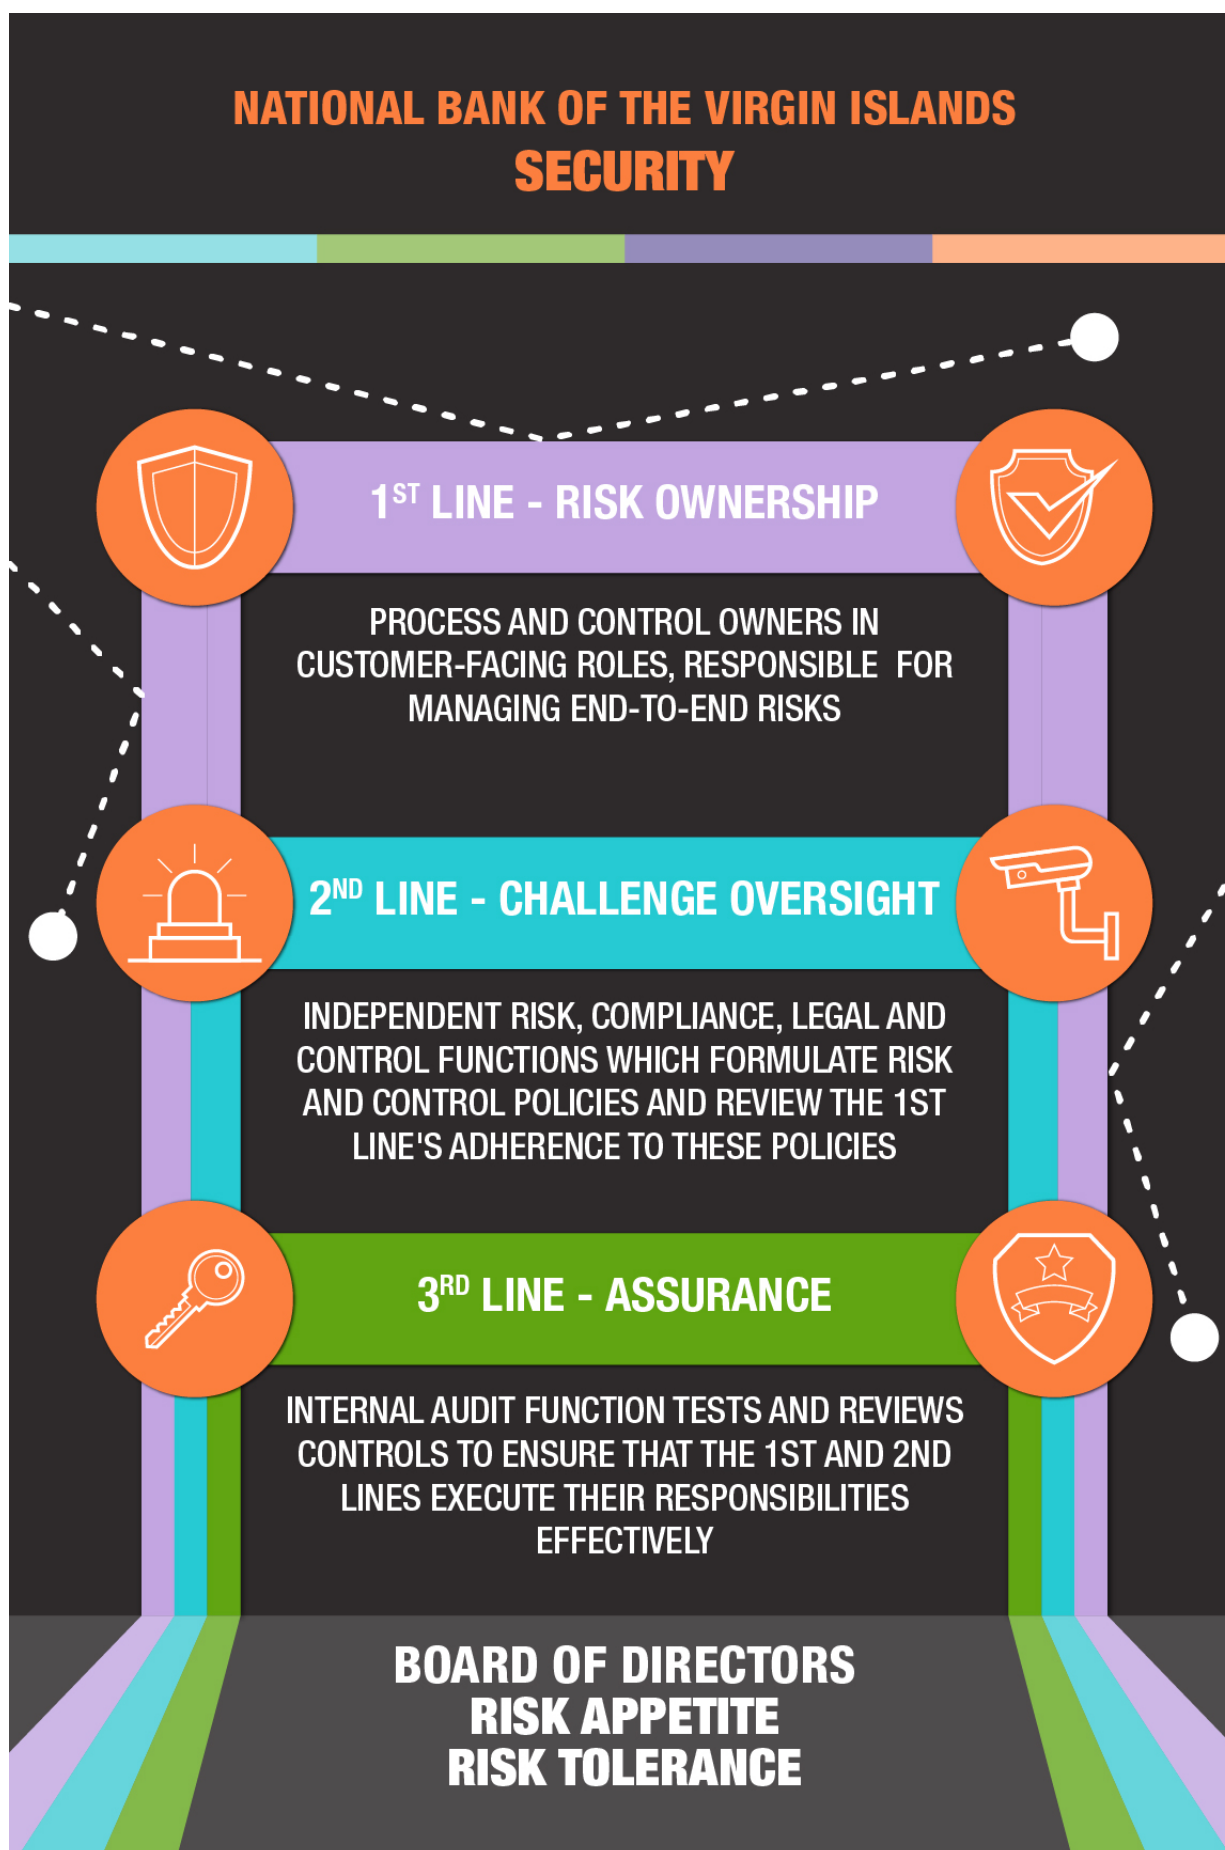 NATIONAL BANK OF THE VIRGIN ISLANDS
SECURITY
1ST LINE - RISK OWNERSHIP
PROCESS AND CONTROL OWNERS IN
CUSTOMER-FACING ROLES, RESPONSIBLE FOR
MANAGING END-TO-END RISKS
2ND LINE - CHALLENGE OVERSIGHT
INDEPENDENT RISK, COMPLIANCE, LEGAL AND
CONTROL FUNCTIONS WHICH FORMULATE RISK
AND CONTROL POLICIES AND REVIEW THE 1ST
LINE'S ADHERENCE TO THESE POLICIES
3RD LINE - ASSURANCE
INTERNAL AUDIT FUNCTION TESTS AND REVIEWS
CONTROLS TO ENSURE THAT THE 1ST AND 2ND
LINES EXECUTE THEIR RESPONSIBILITIES
EFFECTIVELY
BOARD OF DIRECTORS
RISK APPETITE
RISK TOLERANCE